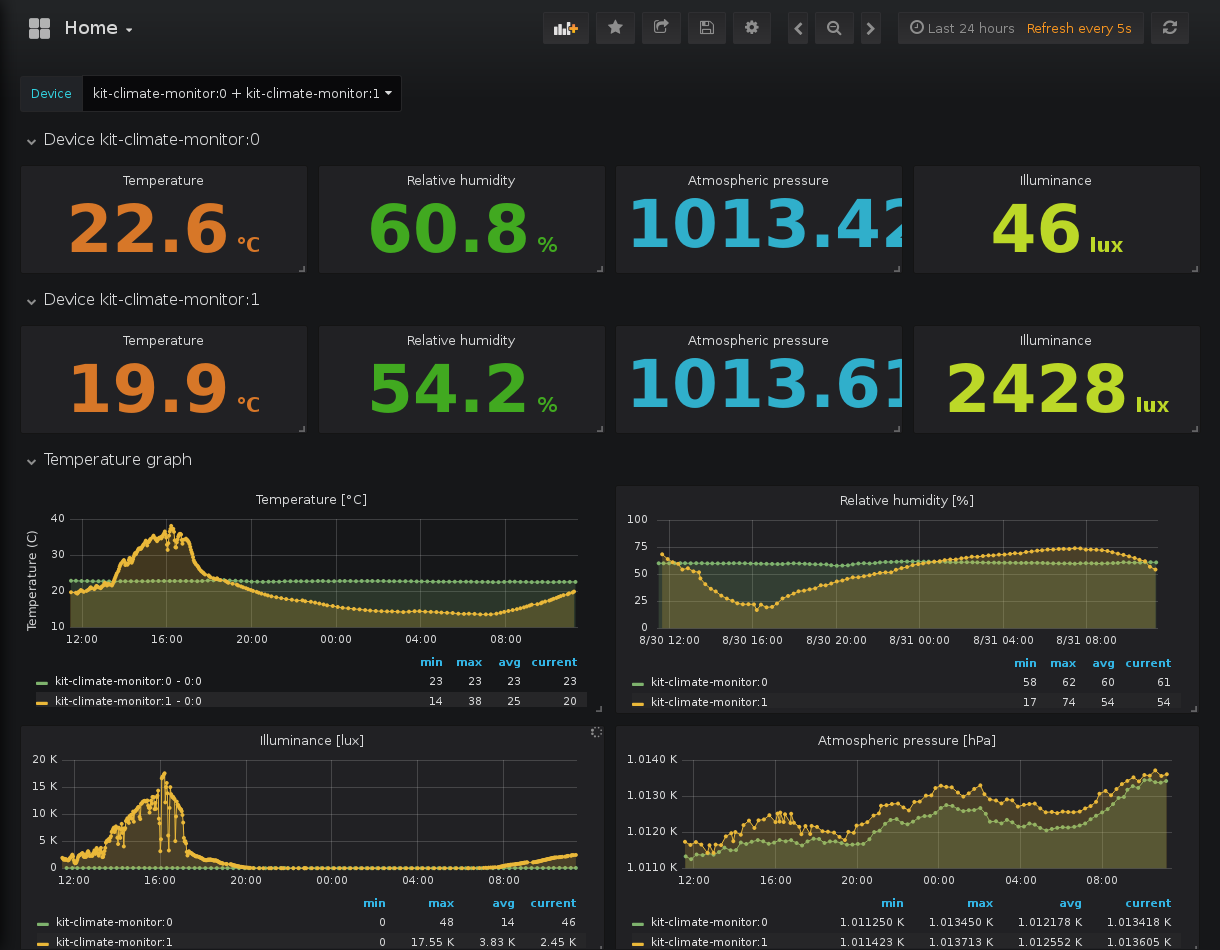 Home
Last 24 hours Refresh every 5s
Device kit-climate-monitor:0 + kit-climate-monitor:1
Device kit-climate-monitor:0
Temperature
22.6 °C
Relative humidity
60.8 %
Atmospheric pressure
1013.42
Illuminance
46 lux
Device kit-climate-monitor:1
Temperature
19.9 °C
Relative humidity
54.2 %
Atmospheric pressure
1013.61
Illuminance
2428 lux
Temperature graph
Temperature [°C]
Temperature (C)
40
30
20
10
12:00 16:00 20:00 00:00 04:00 08:00
min max avg current
kit-climate-monitor:0 - 0:0 23 23 23 23
kit-climate-monitor:1 - 0:0 14 38 25 20
Relative humidity [%]
100
75
50
25
0
8/30 12:00 8/30 16:00 8/30 20:00 8/31 00:00 8/31 04:00 8/31 08:00
min max avg current
kit-climate-monitor:0 58 62 60 61
kit-climate-monitor:1 17 74 54 54
Illuminance [lux]
20 K
15 K
10 K
5 K
0
12:00 16:00 20:00 00:00 04:00 08:00
min max avg current
kit-climate-monitor:0 0 48 14 46
kit-climate-monitor:1 0 17.55 K 3.83 K 2.45 K
Atmospheric pressure [hPa]
1.0140 K
1.0130 K
1.0120 K
1.0110 K
12:00 16:00 20:00 00:00 04:00 08:00
min max avg current
kit-climate-monitor:0 1.011250 K 1.013450 K 1.012178 K 1.013418 K
kit-climate-monitor:1 1.011423 K 1.013713 K 1.012552 K 1.013605 K